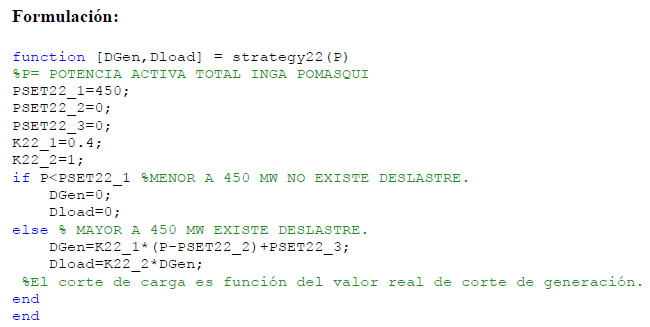 Formulación:
function [DGen,Dload] = strategy22(P)
%P= POTENCIA ACTIVA TOTAL INGA POMASQUI
PSET22_1=450;
PSET22_2=0;
PSET22_3=0;
K22_1=0.4;
K22_2=1;
if P<PSET22_1 %MENOR A 450 MW NO EXISTE DESLASTRE.
    DGen=0;
    Dload=0;
else % MAYOR A 450 MW EXISTE DESLASTRE.
    DGen=K22_1*(P-PSET22_2)+PSET22_3;
    Dload=K22_2*DGen;
 %El corte de carga es función del valor real de corte de generación.
end
end